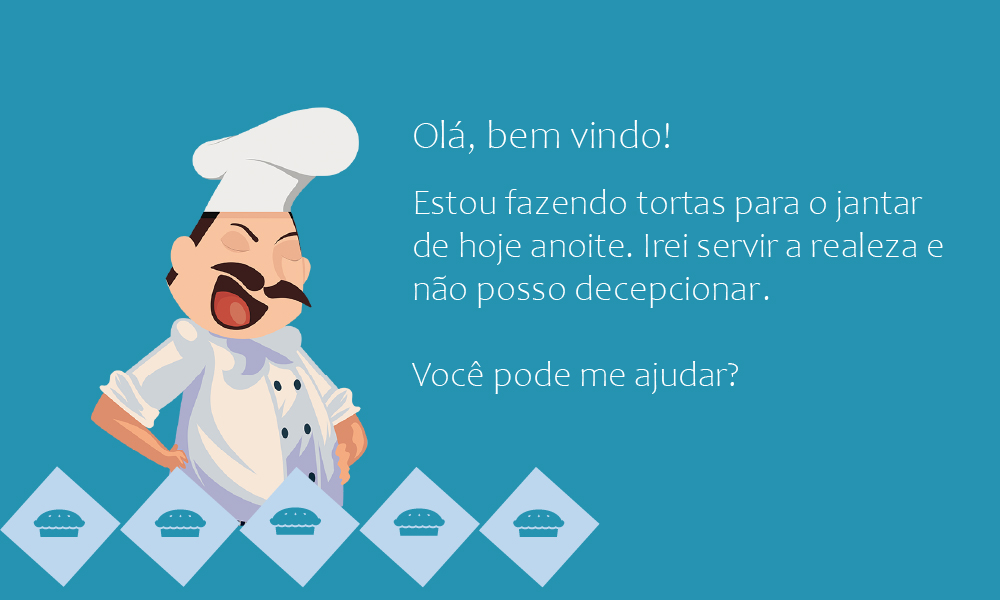 Olá, bem vindo!
Estou fazendo tortas para o jantar
de hoje anoite. Irei servir a realeza e
não posso decepcionar.
Você pode me ajudar?